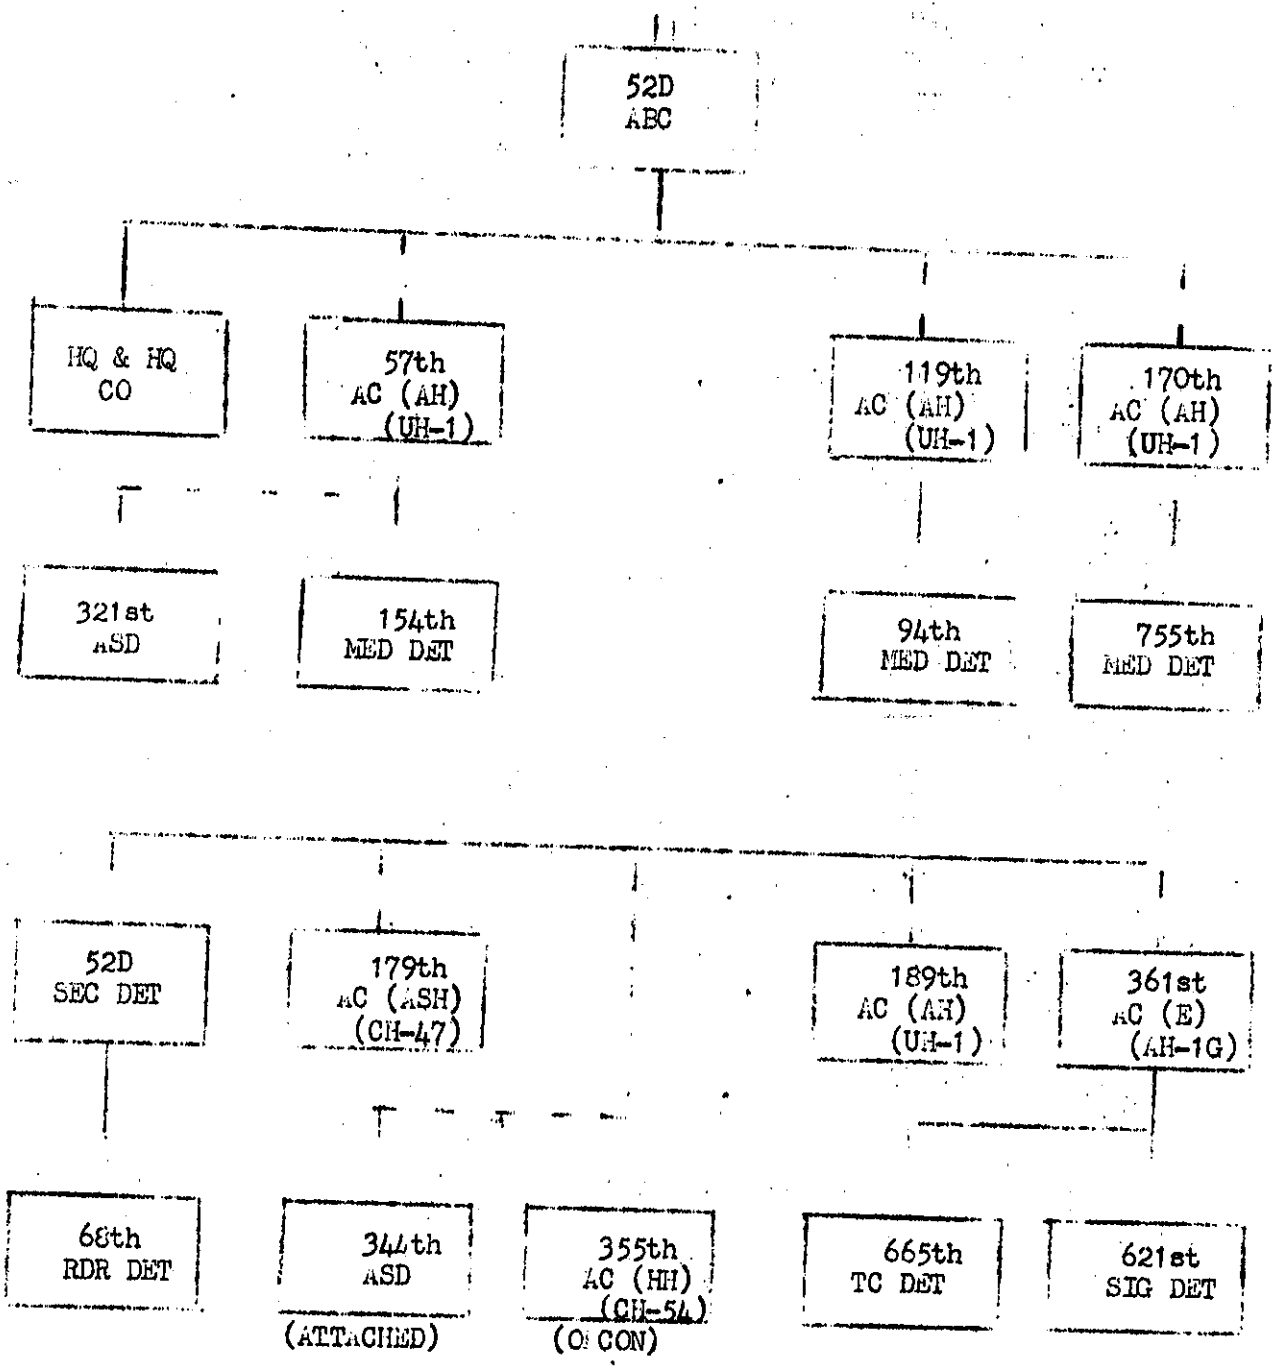 52D
ABC
HQ & HQ
CO
57th
AC (AH)
(UH-1)
119th
AC (AH)
(UH-1)
170th
AC (AH)
(UH-1)
321st
ASD
154th
MED DET
94th
MED DET
755th
MED DET
52D
SEC DET
179th
AC (ASH)
(CH-47)
189th
AC (AH)
(UH-1)
361st
AC (E)
(AH-1G)
68th
RDR DET
344th
ASD
(ATTACHED)
355th
AC (HH)
(CH-54)
(OPCON)
665th
TC DET
621st
SIG DET